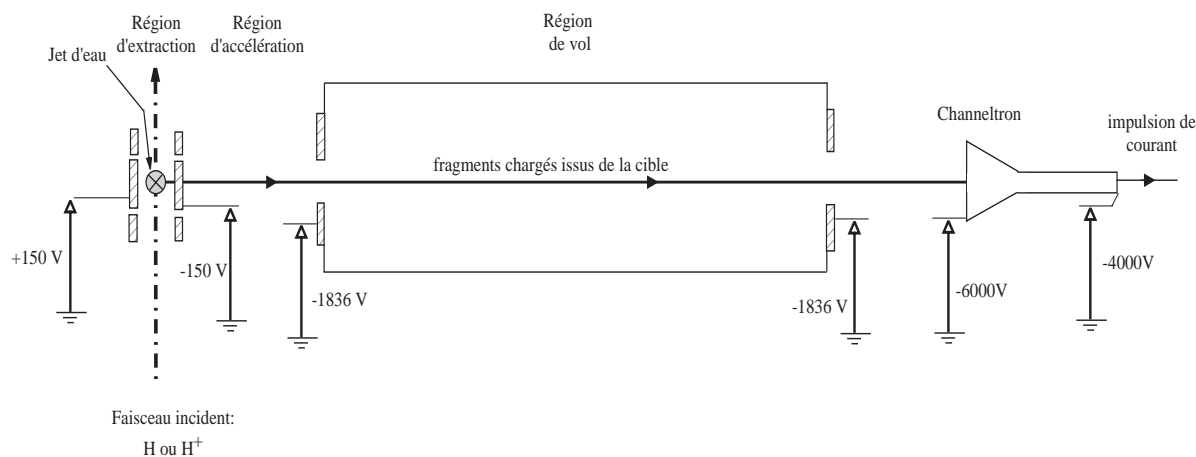 Région
d'extraction
Région
d'accélération
Région
de vol
Jet d'eau
Channeltron
impulsion de
courant
fragments chargés issus de la cible
+150 V
-150 V
-1836 V
-1836 V
-6000V
-4000V
Faisceau incident:
H ou H+